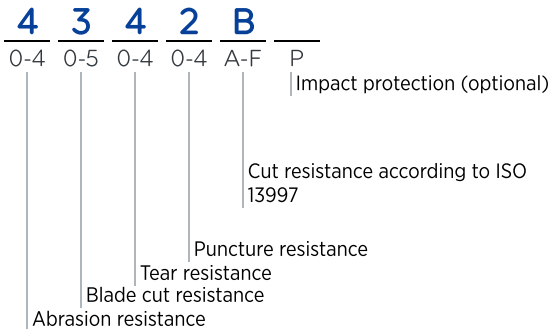 4 3 4 2 B
0-4 0-5 0-4 0-4 A-F P
Impact protection (optional)
Cut resistance according to ISO
13997
Puncture resistance
Tear resistance
Blade cut resistance
Abrasion resistance